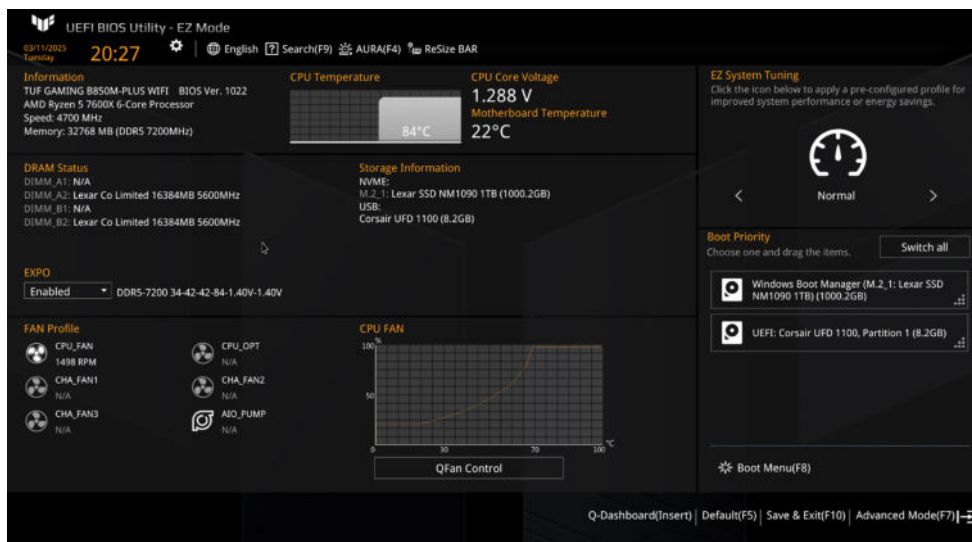 UEFI BIOS Utility - EZ Mode
03/11/2025
Tuesday
20:27
English
Search(F9)
AURA(F4)
ReSize BAR
Information
TUF GAMING B850M-PLUS WIFI BIOS Ver. 1022
AMD Ryzen 5 7600X 6-Core Processor
Speed: 4700 MHz
Memory: 32768 MB (DDR5 7200MHz)
CPU Temperature
84°C
CPU Core Voltage
1.288 V
Motherboard Temperature
22°C
EZ System Tuning
Click the icon below to apply a pre-configured profile for
improved system performance or energy savings.
Normal
DRAM Status
DIMM_A1: N/A
DIMM_A2: Lexar Co Limited 16384MB 5600MHz
DIMM_B1: N/A
DIMM_B2: Lexar Co Limited 16384MB 5600MHz
Storage Information
NVME:
M.2_1: Lexar SSD NM1090 1TB (1000.2GB)
USB:
Corsair UFD 1100 (8.2GB)
EXPO
Enabled
DDR5-7200 34-42-42-84-1.40V-1.40V
Boot Priority
Choose one and drag the items.
Switch all
Windows Boot Manager (M.2_1: Lexar SSD
NM1090 1TB) (1000.2GB)
UEFI: Corsair UFD 1100, Partition 1 (8.2GB)
FAN Profile
CPU_FAN
1498 RPM
CPU_OPT
N/A
CHA_FAN1
N/A
CHA_FAN2
N/A
CHA_FAN3
N/A
AIO_PUMP
N/A
CPU FAN
%
100
50
0
30
70
100
°C
QFan Control
Boot Menu(F8)
Q-Dashboard(Insert)
Default(F5)
Save & Exit(F10)
Advanced Mode(F7)